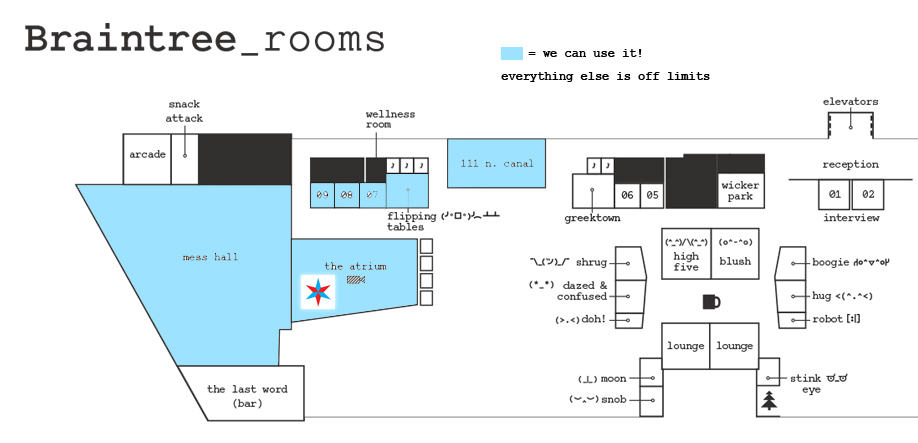 Braintree_rooms
= we can use it!
everything else is off limits
elevators
snack
attack
wellness
room
arcade
111 n. canal
reception
09
08
07
06
05
wicker
park
01
02
flipping (╯°□°)╯︵ ┻━┻
tables
greektown
interview
mess hall
the atrium
¯\_(ツ)_/¯ shrug
(^_^)/\(^_^)
high
five
(o^-^o)
blush
boogie
(*_*) dazed &
confused
hug <(^.^<)
(>.<) doh!
robot [:|]
lounge
lounge
the last word
(bar)
moon
snob
stink ಠ_ಠ
eye